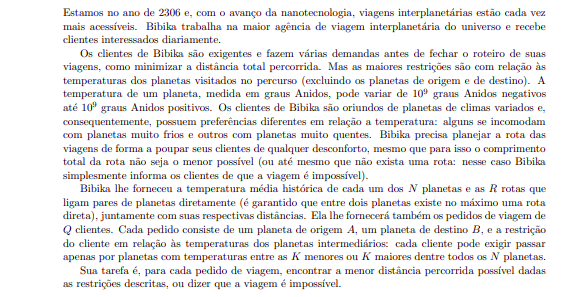 Estamos no ano de 2306 e, com o avanço da nanotecnologia, viagens interplanetárias estão cada vez
mais acessíveis. Bibika trabalha na maior agência de viagem interplanetária do universo e recebe
clientes interessados diariamente.
Os clientes de Bibika são exigentes e fazem várias demandas antes de fechar o roteiro de suas
viagens, como minimizar a distância total percorrida. Mas as maiores restrições são com relação às
temperaturas dos planetas visitados no percurso (excluindo os planetas de origem e de destino). A
temperatura de um planeta, medida em graus Anidos, pode variar de 10⁹ graus Anidos negativos
até 10⁹ graus Anidos positivos. Os clientes de Bibika são oriundos de planetas de climas variados e,
consequentemente, possuem preferências diferentes em relação a temperatura: alguns se incomodam
com planetas muito frios e outros com planetas muito quentes. Bibika precisa planejar a rota das
viagens de forma a poupar seus clientes de qualquer desconforto, mesmo que para isso o comprimento
total da rota não seja o menor possível (ou até mesmo que não exista uma rota: nesse caso Bibika
simplesmente informa os clientes de que a viagem é impossível).
Bibika lhe forneceu a temperatura média histórica de cada um dos N planetas e as R rotas que
ligam pares de planetas diretamente (é garantido que entre dois planetas existe no máximo uma rota
direta), juntamente com suas respectivas distâncias. Ela lhe fornecerá também os pedidos de viagem de
Q clientes. Cada pedido consiste de um planeta de origem A, um planeta de destino B, e a restrição
do cliente em relação às temperaturas dos planetas intermediários: cada cliente pode exigir passar
apenas por planetas com temperaturas entre as K menores ou K maiores dentre todos os N planetas.
Sua tarefa é, para cada pedido de viagem, encontrar a menor distância percorrida possível dadas
as restrições descritas, ou dizer que a viagem é impossível.